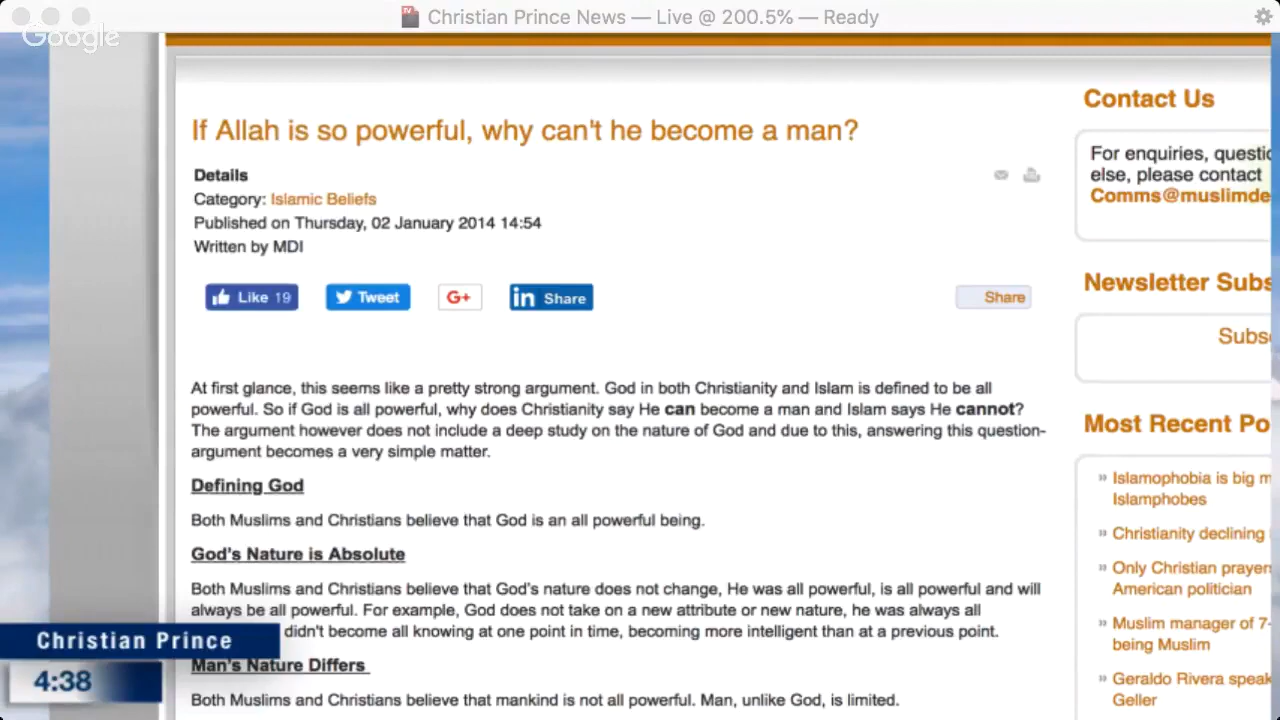 Christian Prince News — Live @ 200.5% — Ready
Google
If Allah is so powerful, why can't he become a man?
Details
Category: Islamic Beliefs
Published on Thursday, 02 January 2014 14:54
Written by MDI
Like 19
Tweet
G+
in Share
Share
At first glance, this seems like a pretty strong argument. God in both Christianity and Islam is defined to be all
powerful. So if God is all powerful, why does Christianity say He can become a man and Islam says He cannot?
The argument however does not include a deep study on the nature of God and due to this, answering this question-
argument becomes a very simple matter.
Defining God
Both Muslims and Christians believe that God is an all powerful being.
God's Nature is Absolute
Both Muslims and Christians believe that God's nature does not change, He was all powerful, is all powerful and will
always be all powerful. For example, God does not take on a new attribute or new nature, he was always all
didn't become all knowing at one point in time, becoming more intelligent than at a previous point.
Man's Nature Differs
Both Muslims and Christians believe that mankind is not all powerful. Man, unlike God, is limited.
Contact Us
For enquiries, questio
else, please contact
Comms@muslimde
Newsletter Subs
Subs
Most Recent Po
» Islamophobia is big m
Islamphobes
» Christianity declining
» Only Christian prayer
American politician
» Muslim manager of 7-
being Muslim
» Geraldo Rivera speak
Geller
Christian Prince
4:38